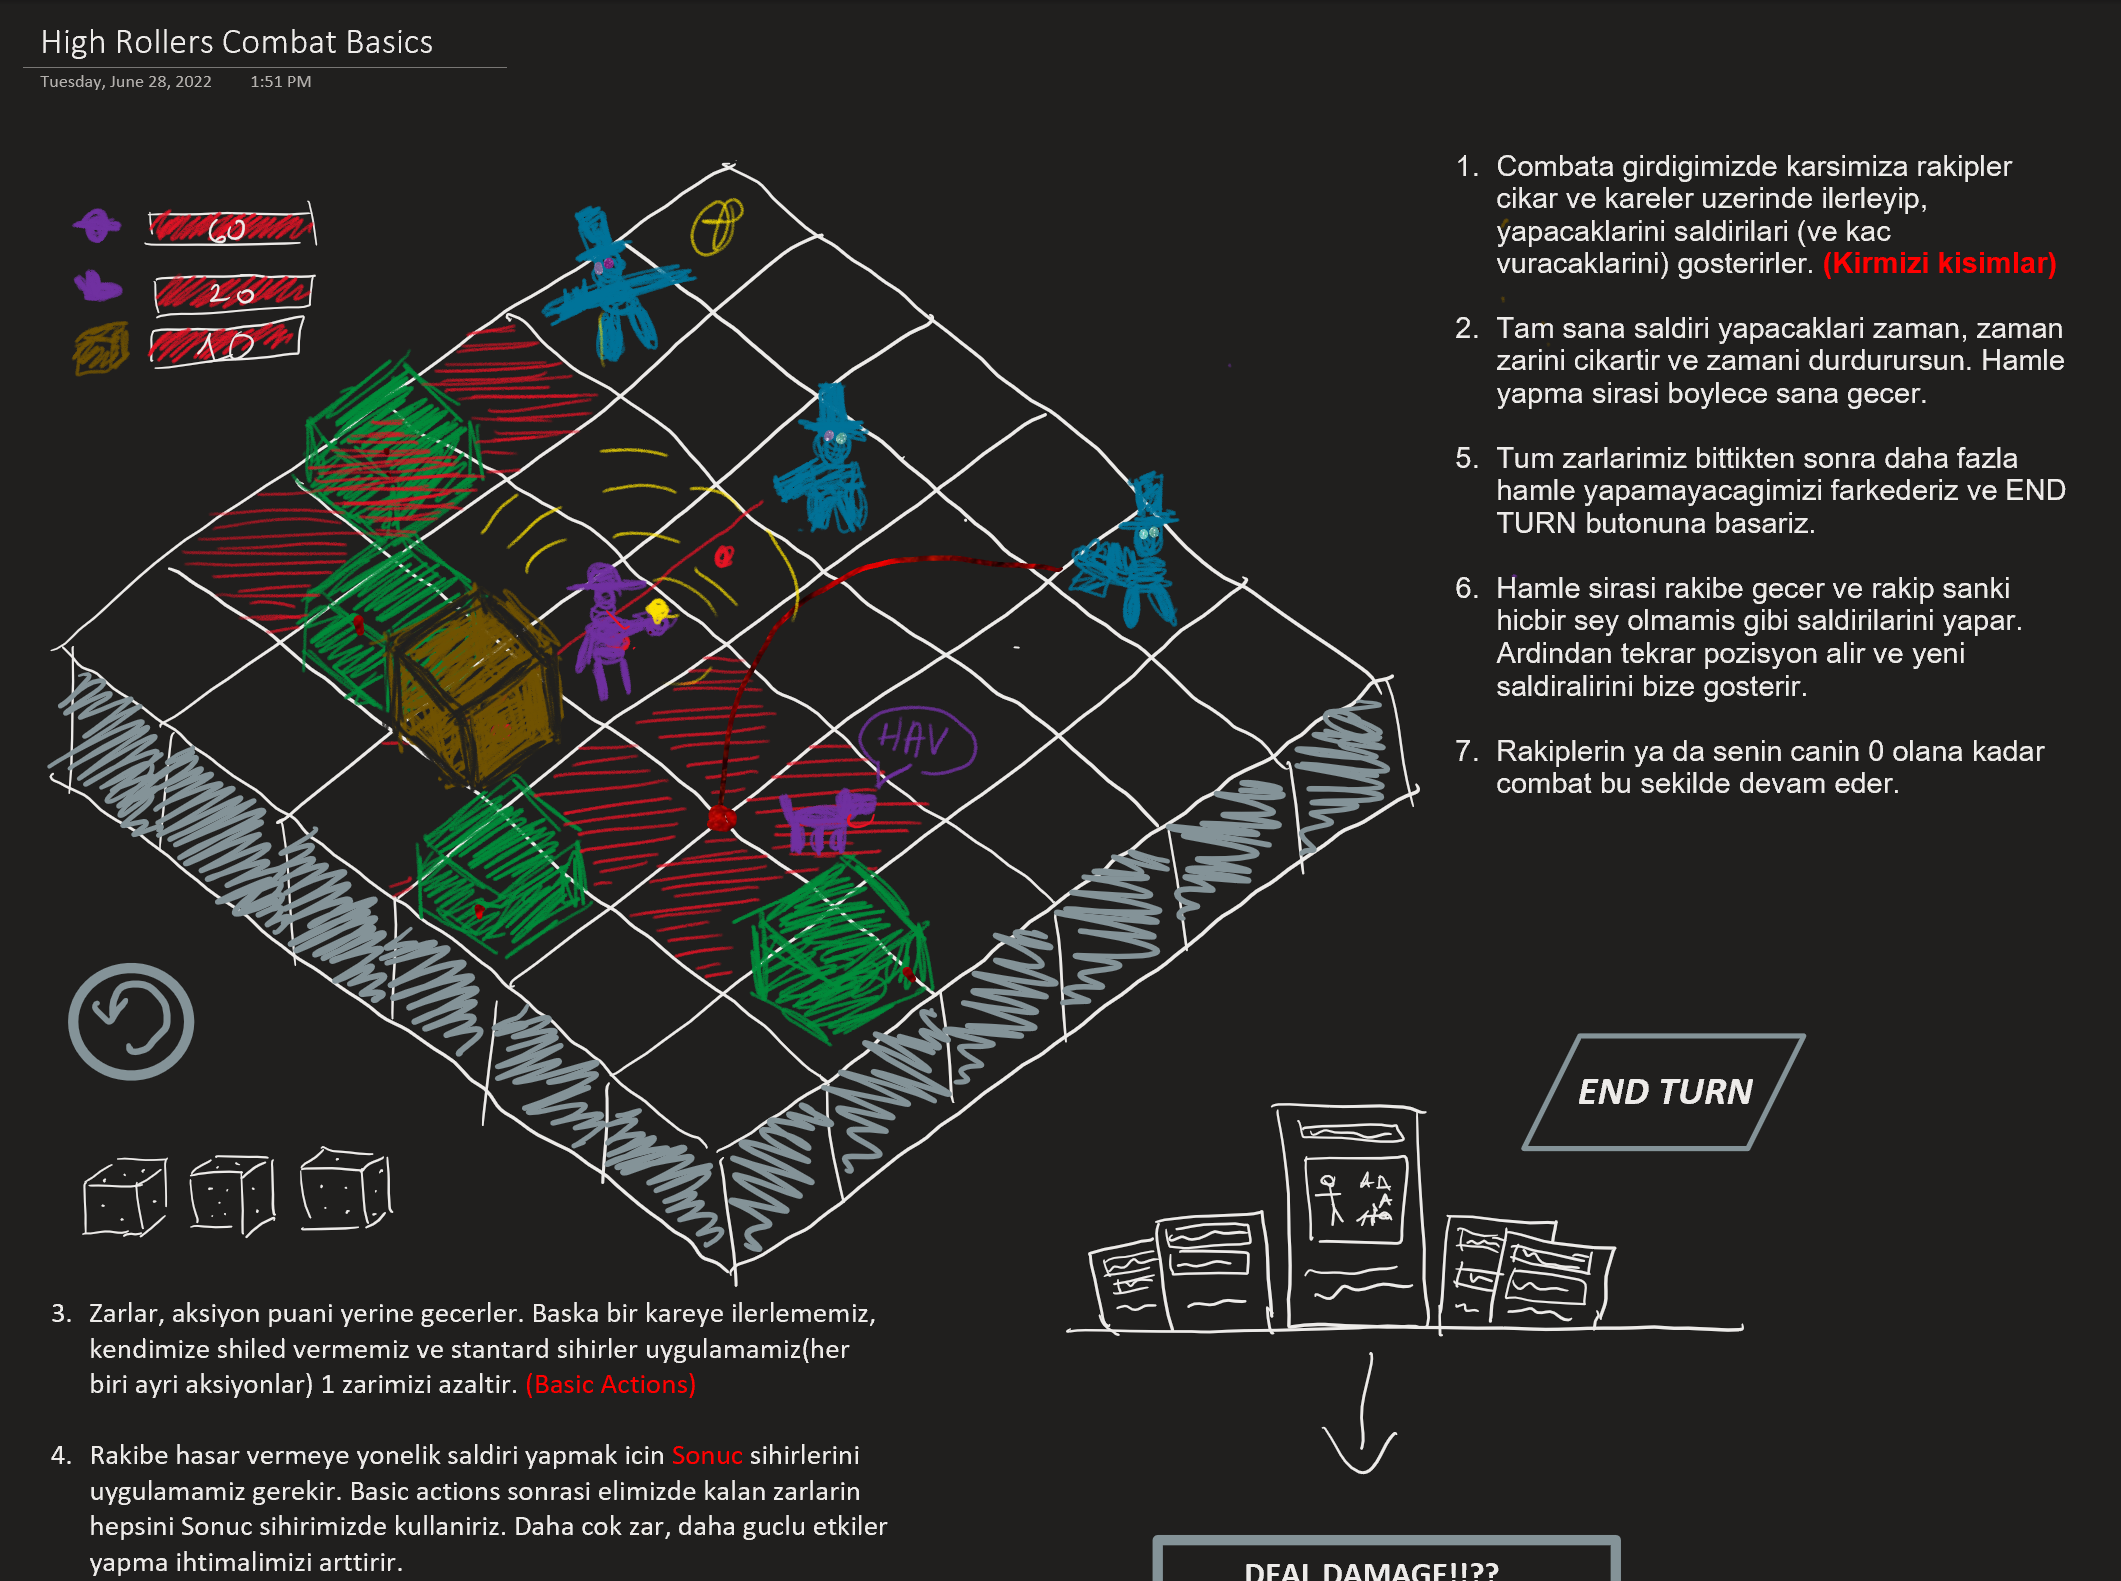 High Rollers Combat Basics
Tuesday, June 28, 2022 1:51 PM
60
20
10
HAV
1. Combata girdigimizde karsimiza rakipler
cikar ve kareler uzerinde ilerleyip,
yapacaklarini saldirilari (ve kac
vuracaklarini) gosterirler. (Kirmizi kisimlar)
2. Tam sana saldiri yapacaklari zaman, zaman
zarini cikartir ve zamani durdurursun. Hamle
yapma sirasi boylece sana gecer.
5. Tum zarlarimiz bittikten sonra daha fazla
hamle yapamayacagimizi farkederiz ve END
TURN butonuna basariz.
6. Hamle sirasi rakibe gecer ve rakip sanki
hicbir sey olmamis gibi saldirilarini yapar.
Ardindan tekrar pozisyon alir ve yeni
saldiralirini bize gosterir.
7. Rakiplerin ya da senin canin 0 olana kadar
combat bu sekilde devam eder.
END TURN
3. Zarlar, aksiyon puani yerine gecerler. Baska bir kareye ilerlememiz,
kendimize shiled vermemiz ve stantard sihirler uygulamamiz(her
biri ayri aksiyonlar) 1 zarimizi azaltir. (Basic Actions)
4. Rakibe hasar vermeye yonelik saldiri yapmak icin Sonuc sihirlerini
uygulamamiz gerekir. Basic actions sonrasi elimizde kalan zarlarin
hepsini Sonuc sihirimizde kullaniriz. Daha cok zar, daha guclu etkiler
yapma ihtimalimizi arttirir.
DEAL DAMAGE!!??